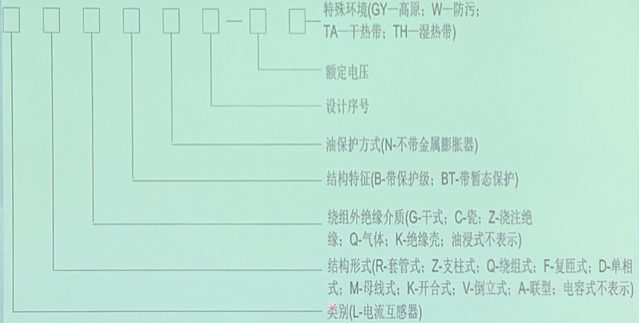 特殊环境(GY—高原；W—防污；
TA—干热带；TH—湿热带)
额定电压
设计序号
油保护方式(N-不带金属膨胀器)
结构特征(B-带保护级；BT-带暂态保护)
绕组外绝缘介质(G-干式；C-瓷；Z-浇注绝
缘；Q-气体；K-绝缘壳；油浸式不表示)
结构形式(R-套管式；Z-支柱式；Q-绕组式；F-复匝式；D-单相
式；M-母线式；K-开合式；V-倒立式；A-联型；电容式不表示)
类别(L-电流互感器)